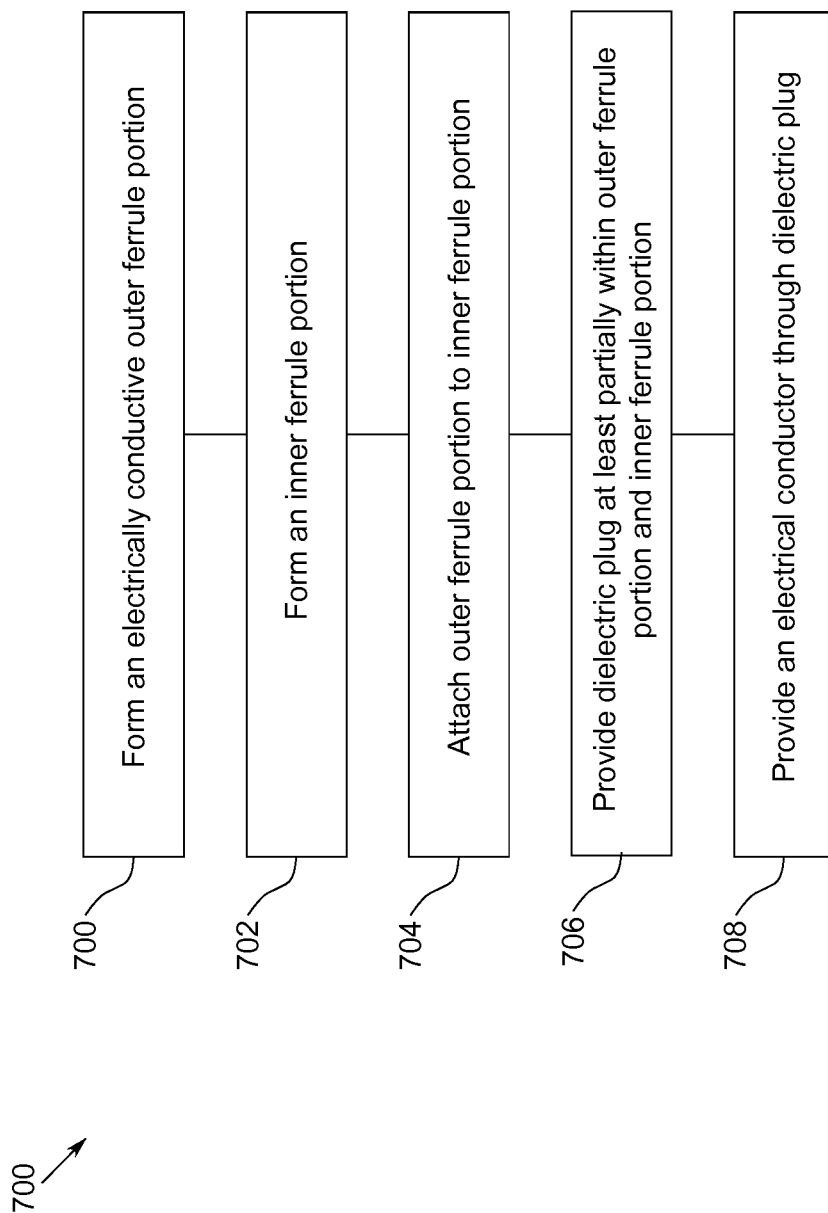 700
700
Form an electrically conductive outer ferrule portion
702
Form an inner ferrule portion
704
Attach outer ferrule portion to inner ferrule portion
706
Provide dielectric plug at least partially within outer ferrule
portion and inner ferrule portion
708
Provide an electrical conductor through dielectric plug